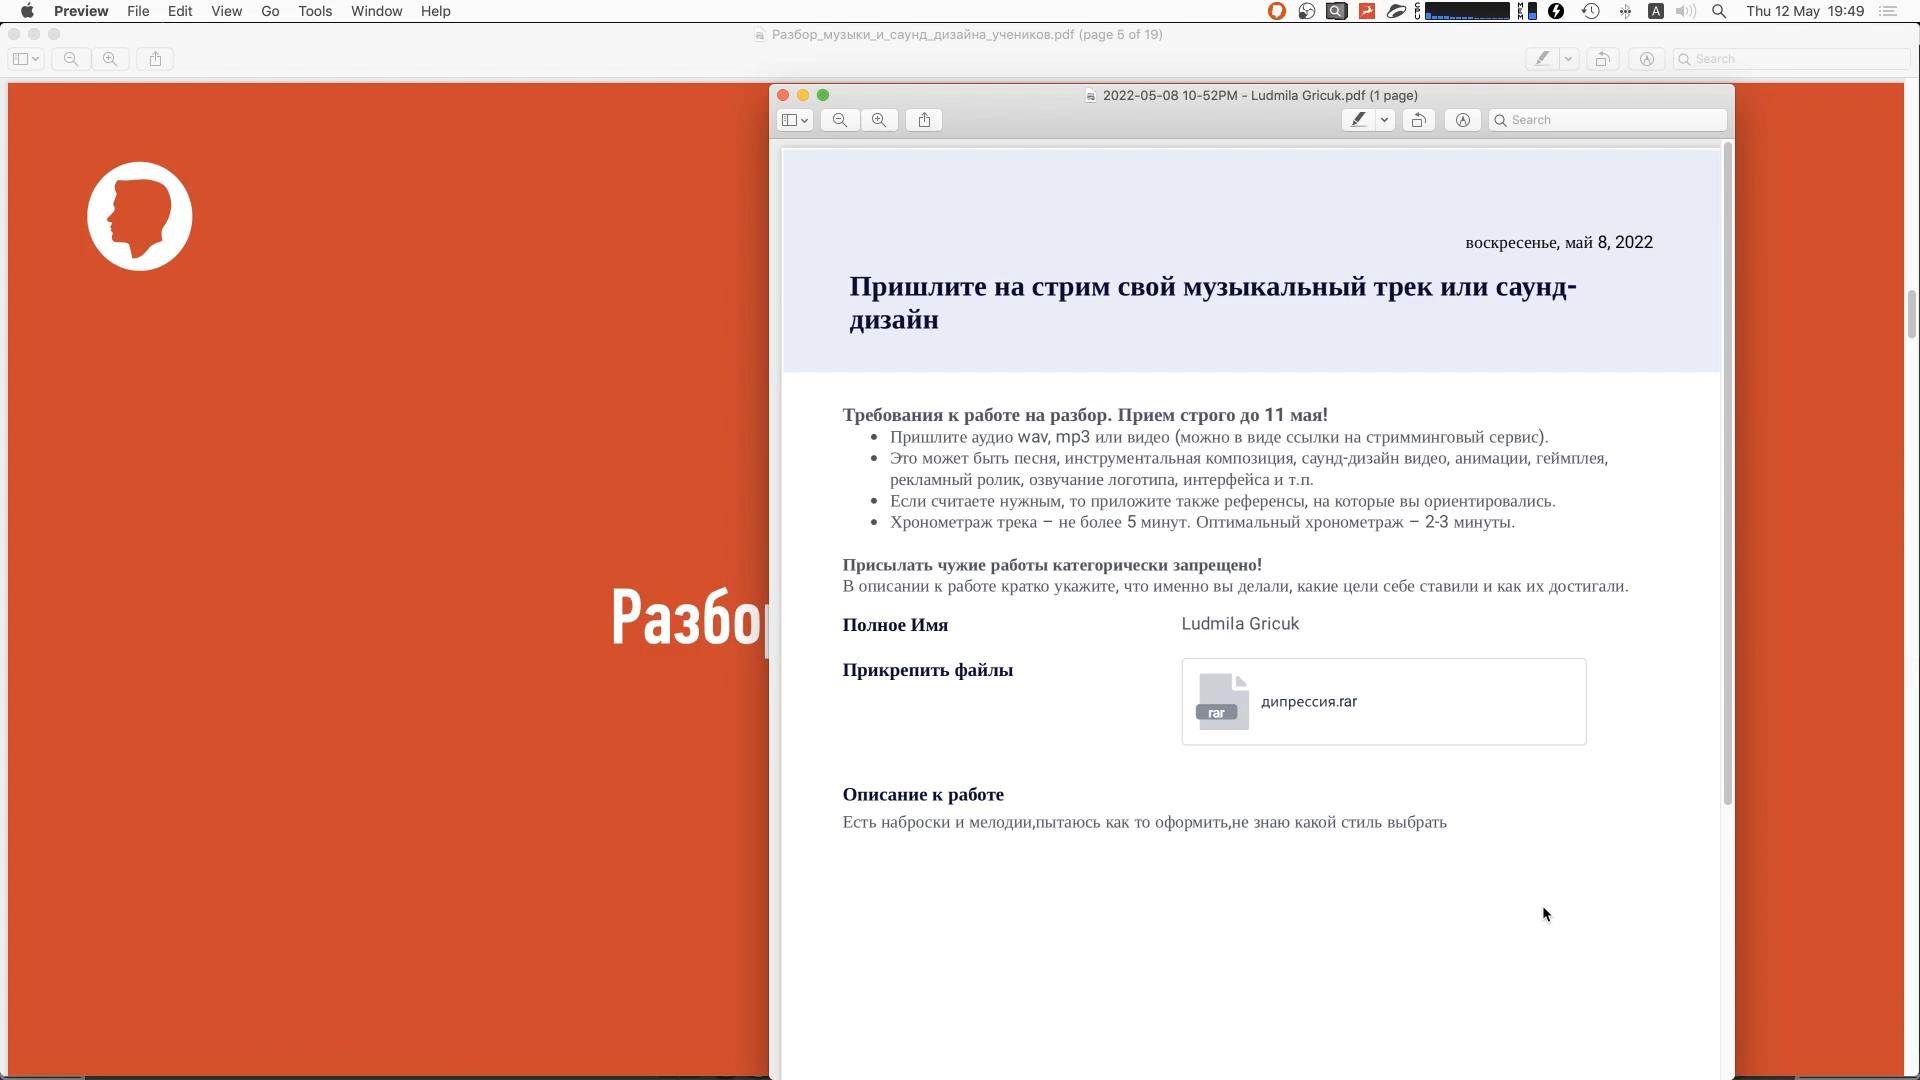 Preview File Edit View Go Tools Window Help
Thu 12 May 19:49
Разбор_музыки_и_саунд_дизайна_учеников.pdf (page 5 of 19)
Search
2022-05-08 10-52PM - Ludmila Gricuk.pdf (1 page)
Search
воскресенье, май 8, 2022
Пришлите на стрим свой музыкальный трек или саунд-
дизайн
Требования к работе на разбор. Прием строго до 11 мая!
• Пришлите аудио wav, mp3 или видео (можно в виде ссылки на стримминговый сервис).
• Это может быть песня, инструментальная композиция, саунд-дизайн видео, анимации, геймплея,
рекламный ролик, озвучание логотипа, интерфейса и т.п.
• Если считаете нужным, то приложите также референсы, на которые вы ориентировались.
• Хронометраж трека – не более 5 минут. Оптимальный хронометраж – 2-3 минуты.
Присылать чужие работы категорически запрещено!
В описании к работе кратко укажите, что именно вы делали, какие цели себе ставили и как их достигали.
Разбор
Полное Имя
Ludmila Gricuk
Прикрепить файлы
rar
дипрессия.rar
Описание к работе
Есть наброски и мелодии,пытаюсь как то оформить,не знаю какой стиль выбрать